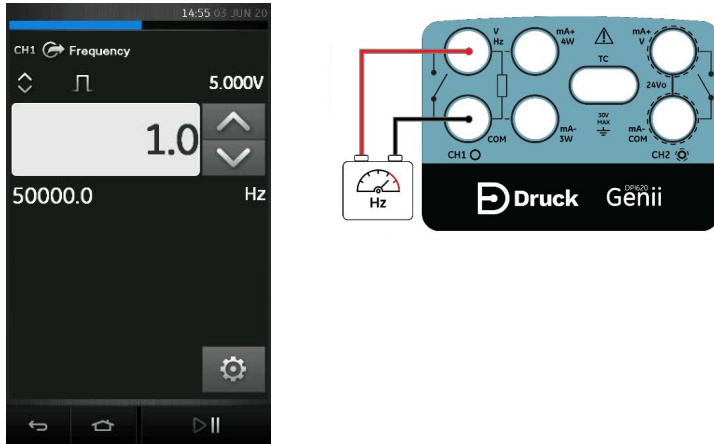 14:55 03 JUN 20
CH1 Frequency
5.000V
1.0
50000.0 Hz
V
Hz
mA+
4W
mA+
V
TC
24Vo
COM
mA-
3W
30V
MAX
mA-
COM
CH1
CH2
Hz
Druck
DPI620
Genii